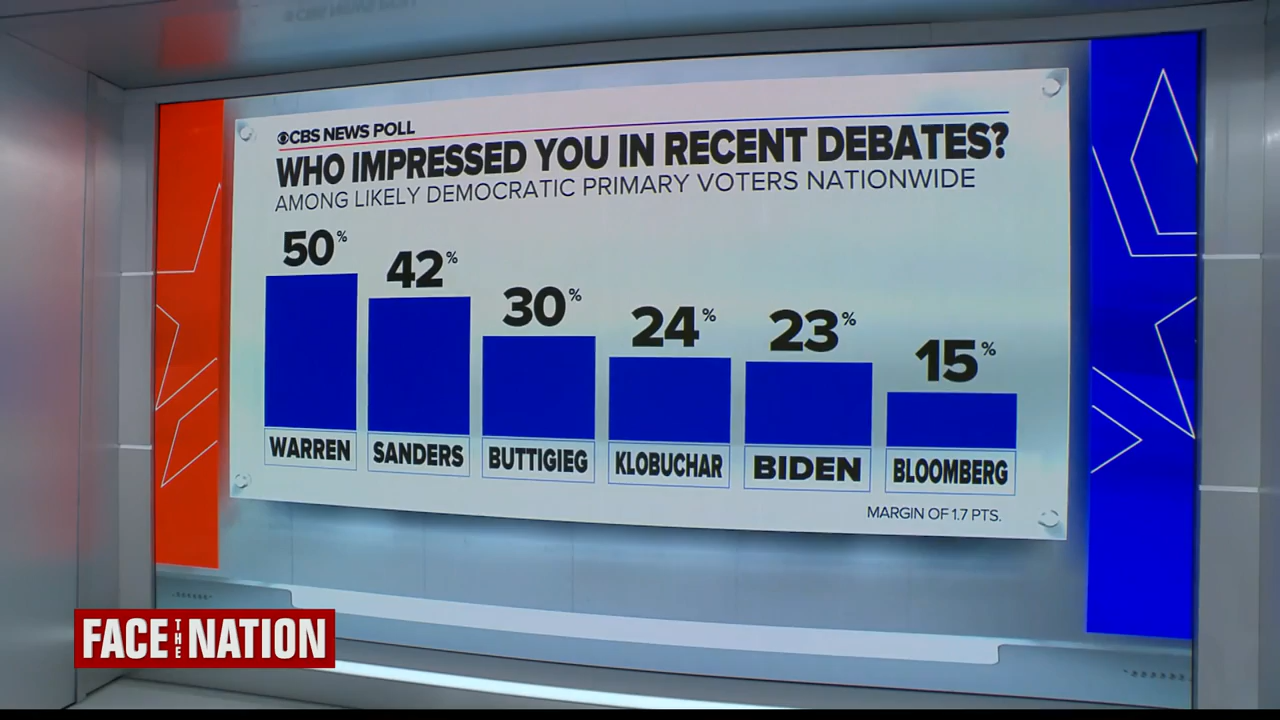 CBS NEWS POLL
WHO IMPRESSED YOU IN RECENT DEBATES?
AMONG LIKELY DEMOCRATIC PRIMARY VOTERS NATIONWIDE
50% 42% 30% 24% 23% 15%
WARREN SANDERS BUTTIGIEG KLOBUCHAR BIDEN BLOOMBERG
MARGIN OF 1.7 PTS.
FACE THE NATION